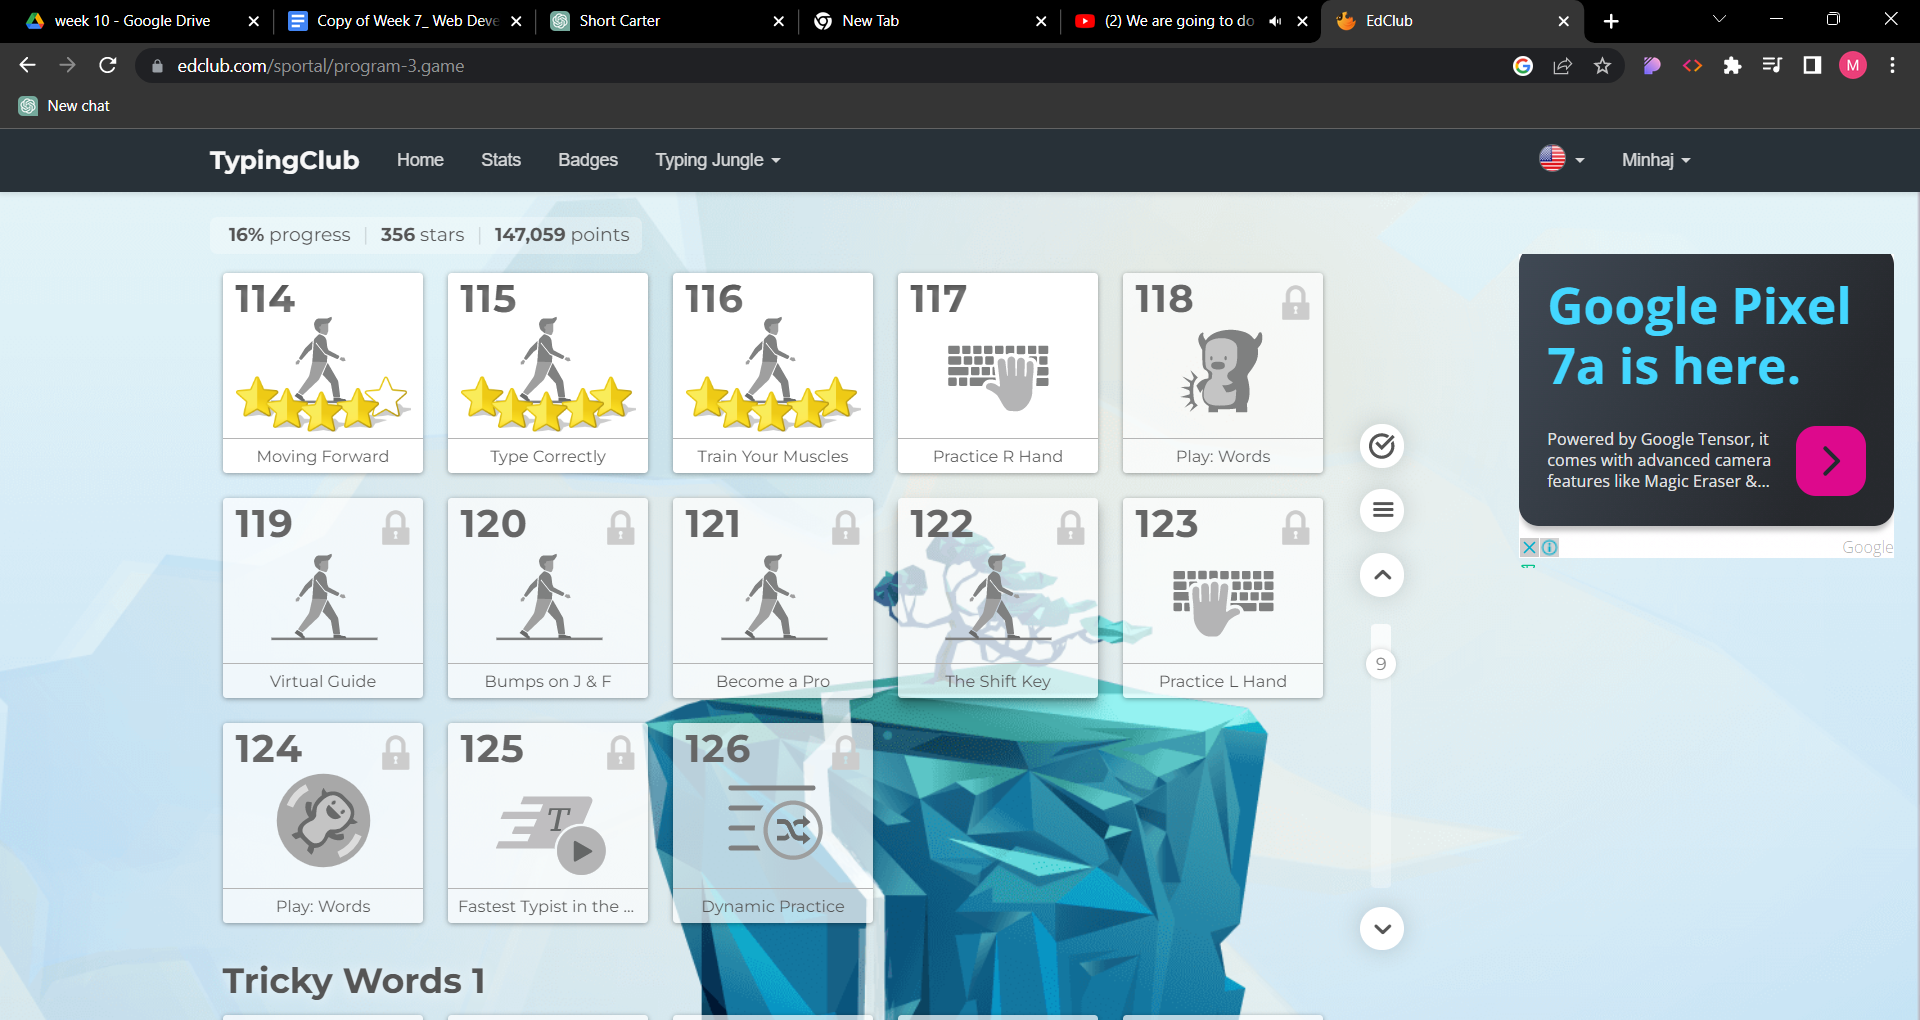 week 10 - Google Drive
Copy of Week 7_ Web Deve
Short Carter
New Tab
(2) We are going to do
EdClub
edclub.com/sportal/program-3.game
M
New chat
TypingClub
Home
Stats
Badges
Typing Jungle
Minhaj
16% progress
356 stars
147,059 points
114
115
116
117
118
Moving Forward
Type Correctly
Train Your Muscles
Practice R Hand
Play: Words
119
120
121
122
123
Virtual Guide
Bumps on J & F
Become a Pro
The Shift Key
Practice L Hand
124
125
126
T
Play: Words
Fastest Typist in the ...
Dynamic Practice
Tricky Words 1
9
Google Pixel
7a is here.
Powered by Google Tensor, it
comes with advanced camera
features like Magic Eraser &...
Google